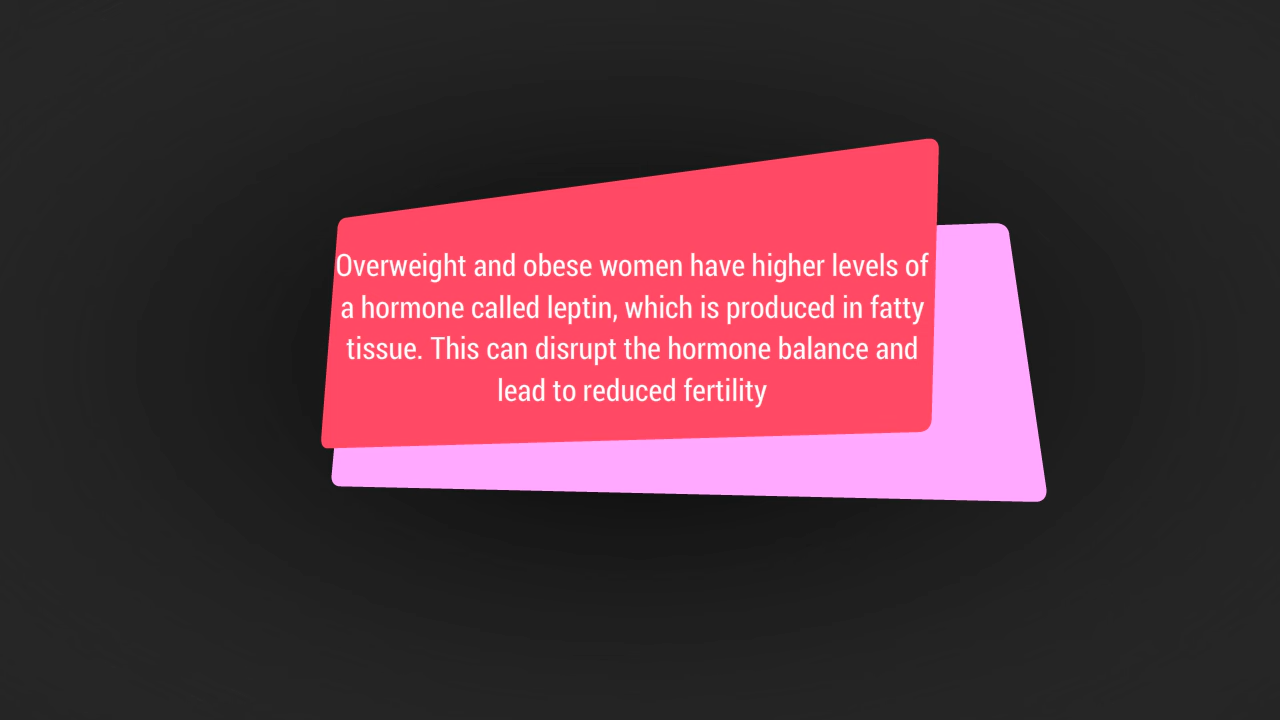 Overweight and obese women have higher levels of
a hormone called leptin, which is produced in fatty
tissue. This can disrupt the hormone balance and
lead to reduced fertility